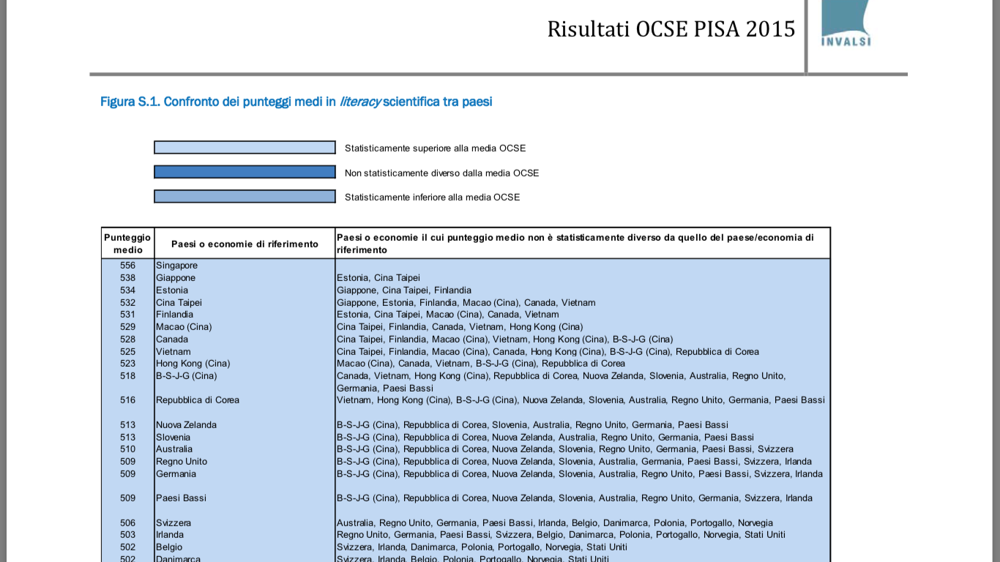 Risultati OCSE PISA 2015
INVALSI
Figura S.1. Confronto dei punteggi medi in literacy scientifica tra paesi
Statisticamente superiore alla media OCSE
Non statisticamente diverso dalla media OCSE
Statisticamente inferiore alla media OCSE
Punteggio medio Paesi o economie di riferimento Paesi o economie il cui punteggio medio non è statisticamente diverso da quello del paese/economia di riferimento
556 Singapore
538 Giappone Estonia, Cina Taipei
534 Estonia Giappone, Cina Taipei, Finlandia
532 Cina Taipei Giappone, Estonia, Finlandia, Macao (Cina), Canada, Vietnam
531 Finlandia Estonia, Cina Taipei, Macao (Cina), Canada, Vietnam
529 Macao (Cina) Cina Taipei, Finlandia, Canada, Vietnam, Hong Kong (Cina)
528 Canada Cina Taipei, Finlandia, Macao (Cina), Vietnam, Hong Kong (Cina), B-S-J-G (Cina)
525 Vietnam Cina Taipei, Finlandia, Macao (Cina), Canada, Hong Kong (Cina), B-S-J-G (Cina), Repubblica di Corea
523 Hong Kong (Cina) Macao (Cina), Canada, Vietnam, B-S-J-G (Cina), Repubblica di Corea
518 B-S-J-G (Cina) Canada, Vietnam, Hong Kong (Cina), Repubblica di Corea, Nuova Zelanda, Slovenia, Australia, Regno Unito,
Germania, Paesi Bassi
516 Repubblica di Corea Vietnam, Hong Kong (Cina), B-S-J-G (Cina), Nuova Zelanda, Slovenia, Australia, Regno Unito, Germania, Paesi Bassi
513 Nuova Zelanda B-S-J-G (Cina), Repubblica di Corea, Slovenia, Australia, Regno Unito, Germania, Paesi Bassi
513 Slovenia B-S-J-G (Cina), Repubblica di Corea, Nuova Zelanda, Australia, Regno Unito, Germania, Paesi Bassi
510 Australia B-S-J-G (Cina), Repubblica di Corea, Nuova Zelanda, Slovenia, Regno Unito, Germania, Paesi Bassi, Svizzera
509 Regno Unito B-S-J-G (Cina), Repubblica di Corea, Nuova Zelanda, Slovenia, Australia, Germania, Paesi Bassi, Svizzera, Irlanda
509 Germania B-S-J-G (Cina), Repubblica di Corea, Nuova Zelanda, Slovenia, Australia, Regno Unito, Paesi Bassi, Svizzera, Irlanda
509 Paesi Bassi B-S-J-G (Cina), Repubblica di Corea, Nuova Zelanda, Slovenia, Australia, Regno Unito, Germania, Svizzera, Irlanda
506 Svizzera Australia, Regno Unito, Germania, Paesi Bassi, Irlanda, Belgio, Danimarca, Polonia, Portogallo, Norvegia
503 Irlanda Regno Unito, Germania, Paesi Bassi, Svizzera, Belgio, Danimarca, Polonia, Portogallo, Norvegia, Stati Uniti
502 Belgio Svizzera, Irlanda, Danimarca, Polonia, Portogallo, Norvegia, Stati Uniti
502 Danimarca Svizzera, Irlanda, Belgio, Polonia, Portogallo, Norvegia, Stati Uniti